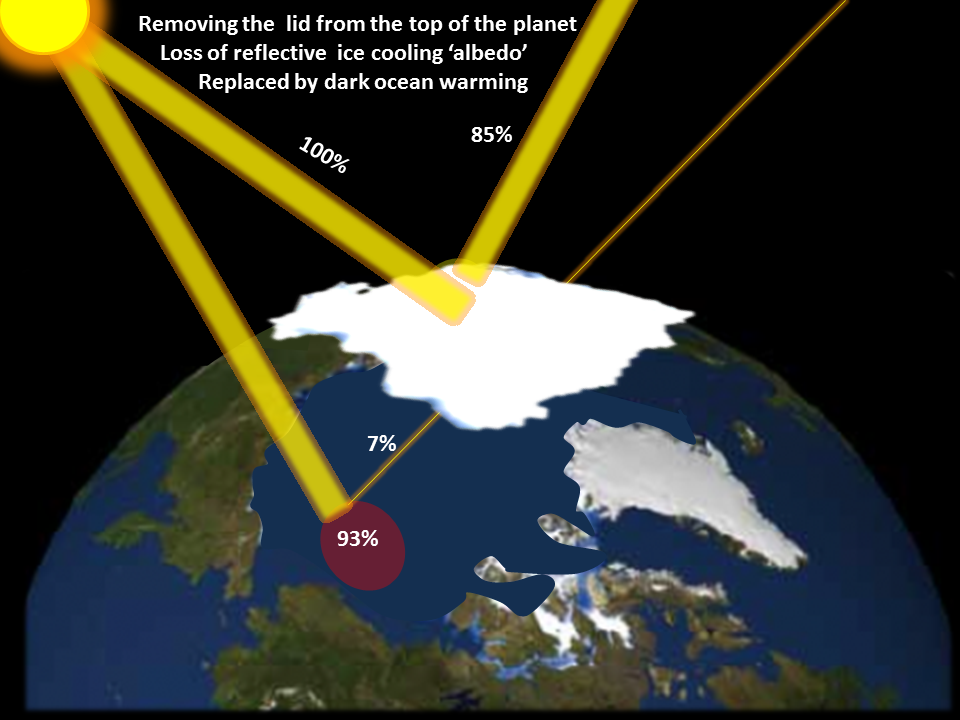 Removing the  lid from the top of the planet
Loss of reflective  ice cooling ‘albedo’
Replaced by dark ocean warming
85%
100%
7%
93%